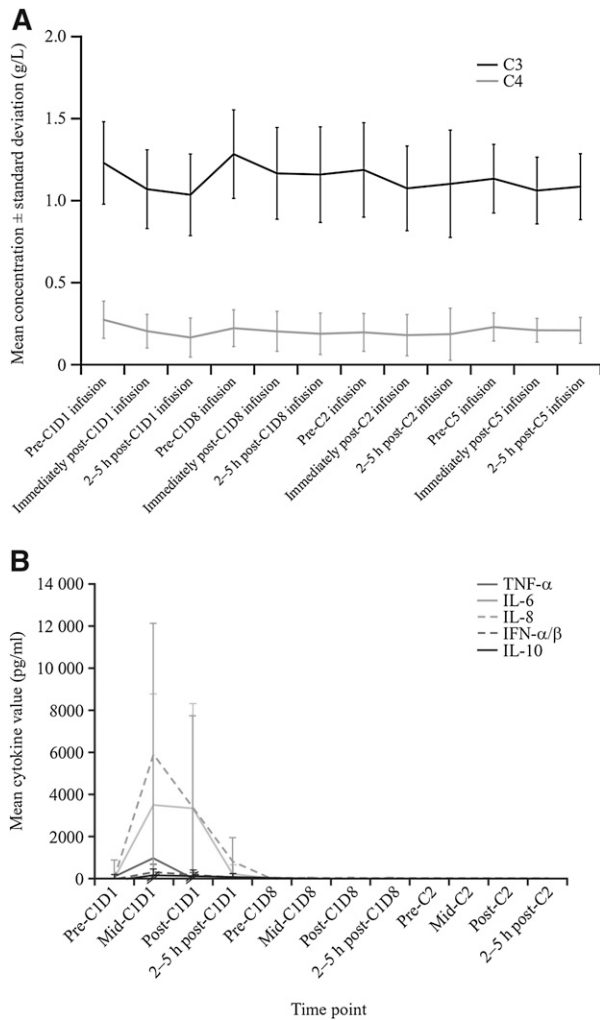 A
Mean concentration ± standard deviation (g/L)
2.0
1.5
1.0
0.5
0
C3
C4
Pre-C1D1 infusion
Immediately post-C1D1 infusion
2–5 h post-C1D1 infusion
Pre-C1D8 infusion
Immediately post-C1D8 infusion
2–5 h post-C1D8 infusion
Pre-C2 infusion
Immediately post-C2 infusion
2–5 h post-C2 infusion
Pre-C5 infusion
Immediately post-C5 infusion
2–5 h post-C5 infusion
B
Mean cytokine value (pg/ml)
14 000
12 000
10 000
8000
6000
4000
2000
0
TNF-α
IL-6
IL-8
IFN-α/β
IL-10
Pre-C1D1
Mid-C1D1
Post-C1D1
2–5 h post-C1D1
Pre-C1D8
Mid-C1D8
Post-C1D8
2–5 h post-C1D8
Pre-C2
Mid-C2
Post-C2
2–5 h post-C2
Time point